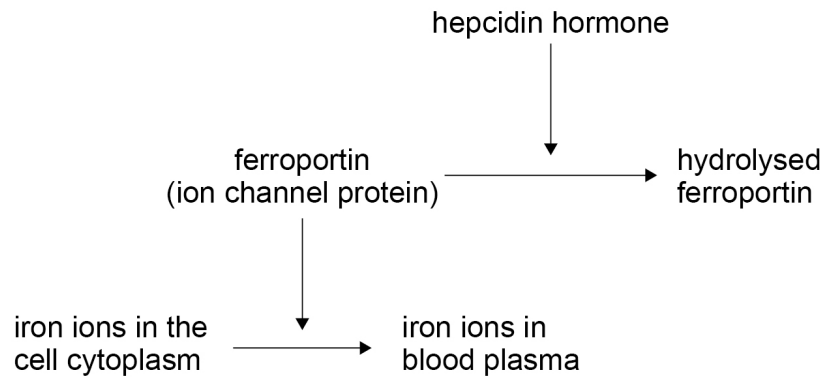 hepcidin hormone
ferroportin
(ion channel protein)
hydrolysed
ferroportin
iron ions in the
cell cytoplasm
iron ions in
blood plasma